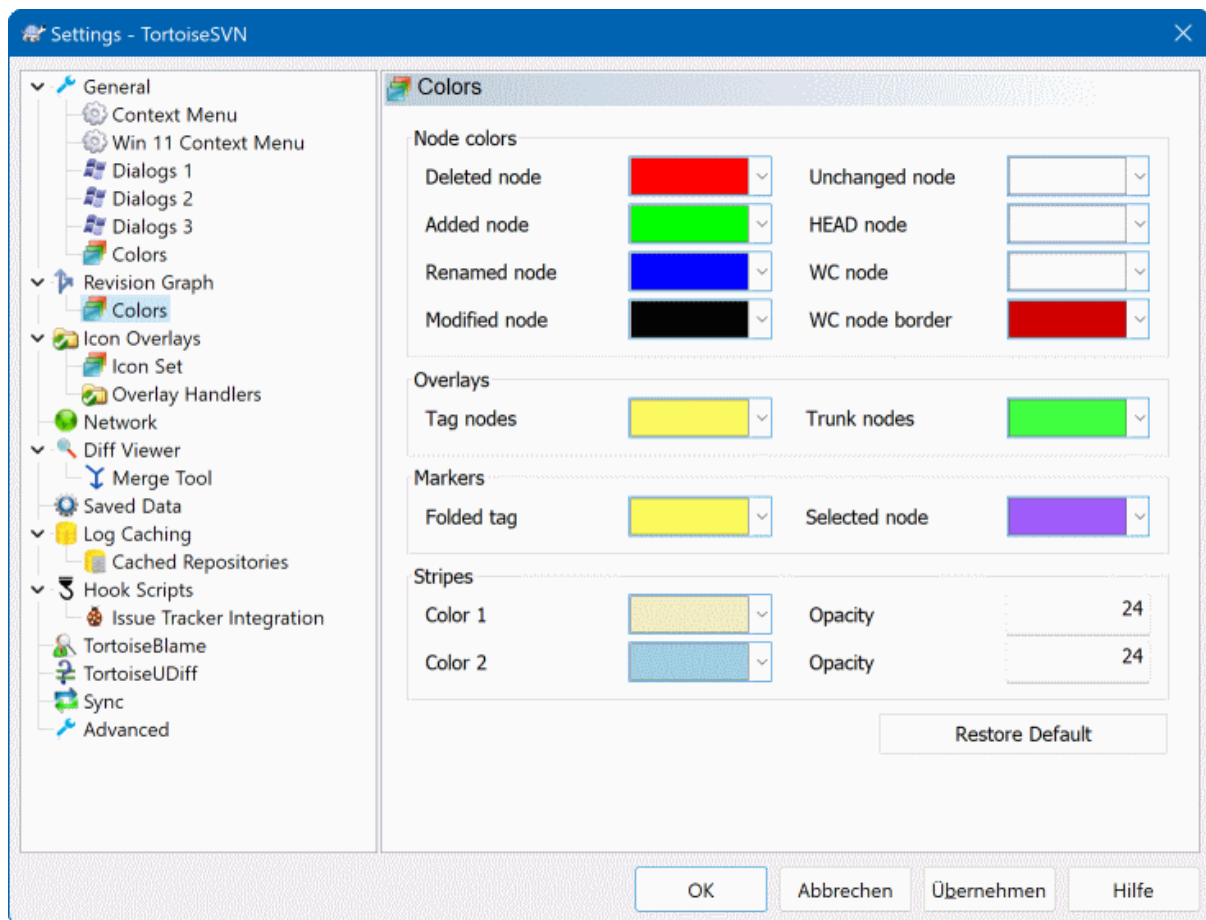 Settings - TortoiseSVN
General
Context Menu
Win 11 Context Menu
Dialogs 1
Dialogs 2
Dialogs 3
Colors
Revision Graph
Colors
Icon Overlays
Icon Set
Overlay Handlers
Network
Diff Viewer
Merge Tool
Saved Data
Log Caching
Cached Repositories
Hook Scripts
Issue Tracker Integration
TortoiseBlame
TortoiseUDiff
Sync
Advanced
Colors
Node colors
Deleted node Unchanged node
Added node HEAD node
Renamed node WC node
Modified node WC node border
Overlays
Tag nodes Trunk nodes
Markers
Folded tag Selected node
Stripes
Color 1 Opacity 24
Color 2 Opacity 24
Restore Default
OK Abbrechen Übernehmen Hilfe